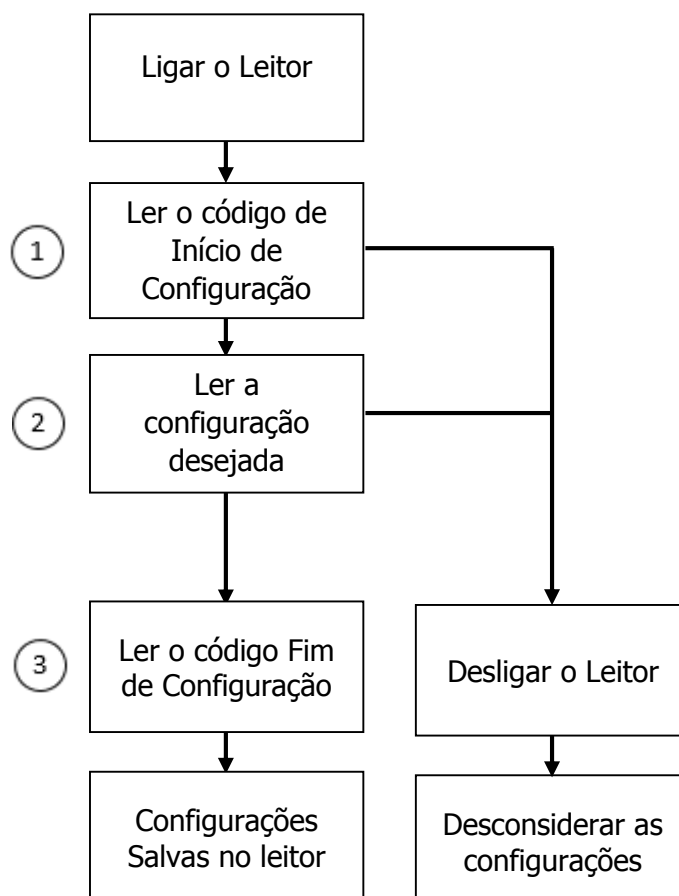 Ligar o Leitor
1
Ler o código de
Início de
Configuração
2
Ler a
configuração
desejada
3
Ler o código Fim
de Configuração
Desligar o Leitor
Configurações
Salvas no leitor
Desconsiderar as
configurações